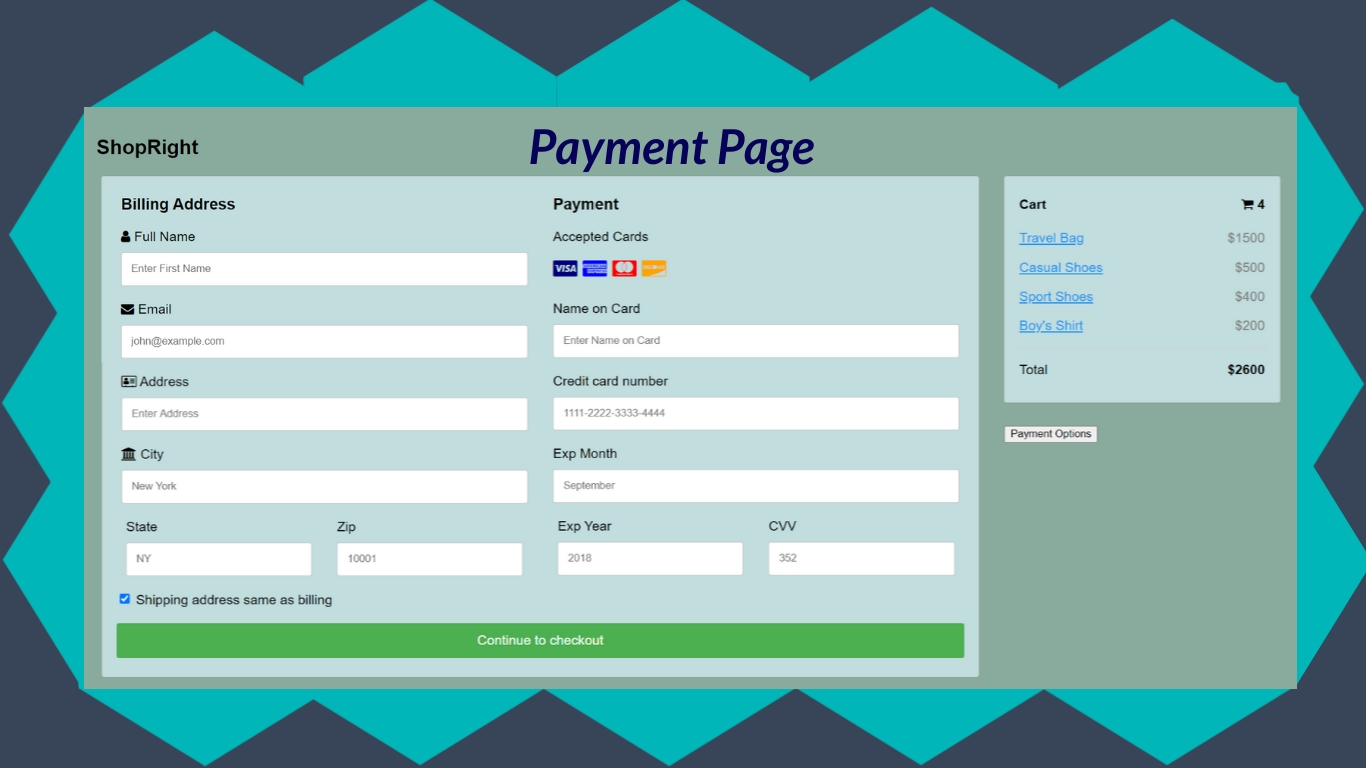 ShopRight
Payment Page
Billing Address
Full Name
Enter First Name
Email
john@example.com
Address
Enter Address
City
New York
State Zip
NY 10001
Shipping address same as billing
Payment
Accepted Cards
VISA
Name on Card
Enter Name on Card
Credit card number
1111-2222-3333-4444
Exp Month
September
Exp Year CVV
2018 352
Continue to checkout
Cart 4
Travel Bag $1500
Casual Shoes $500
Sport Shoes $400
Boy's Shirt $200
Total $2600
Payment Options